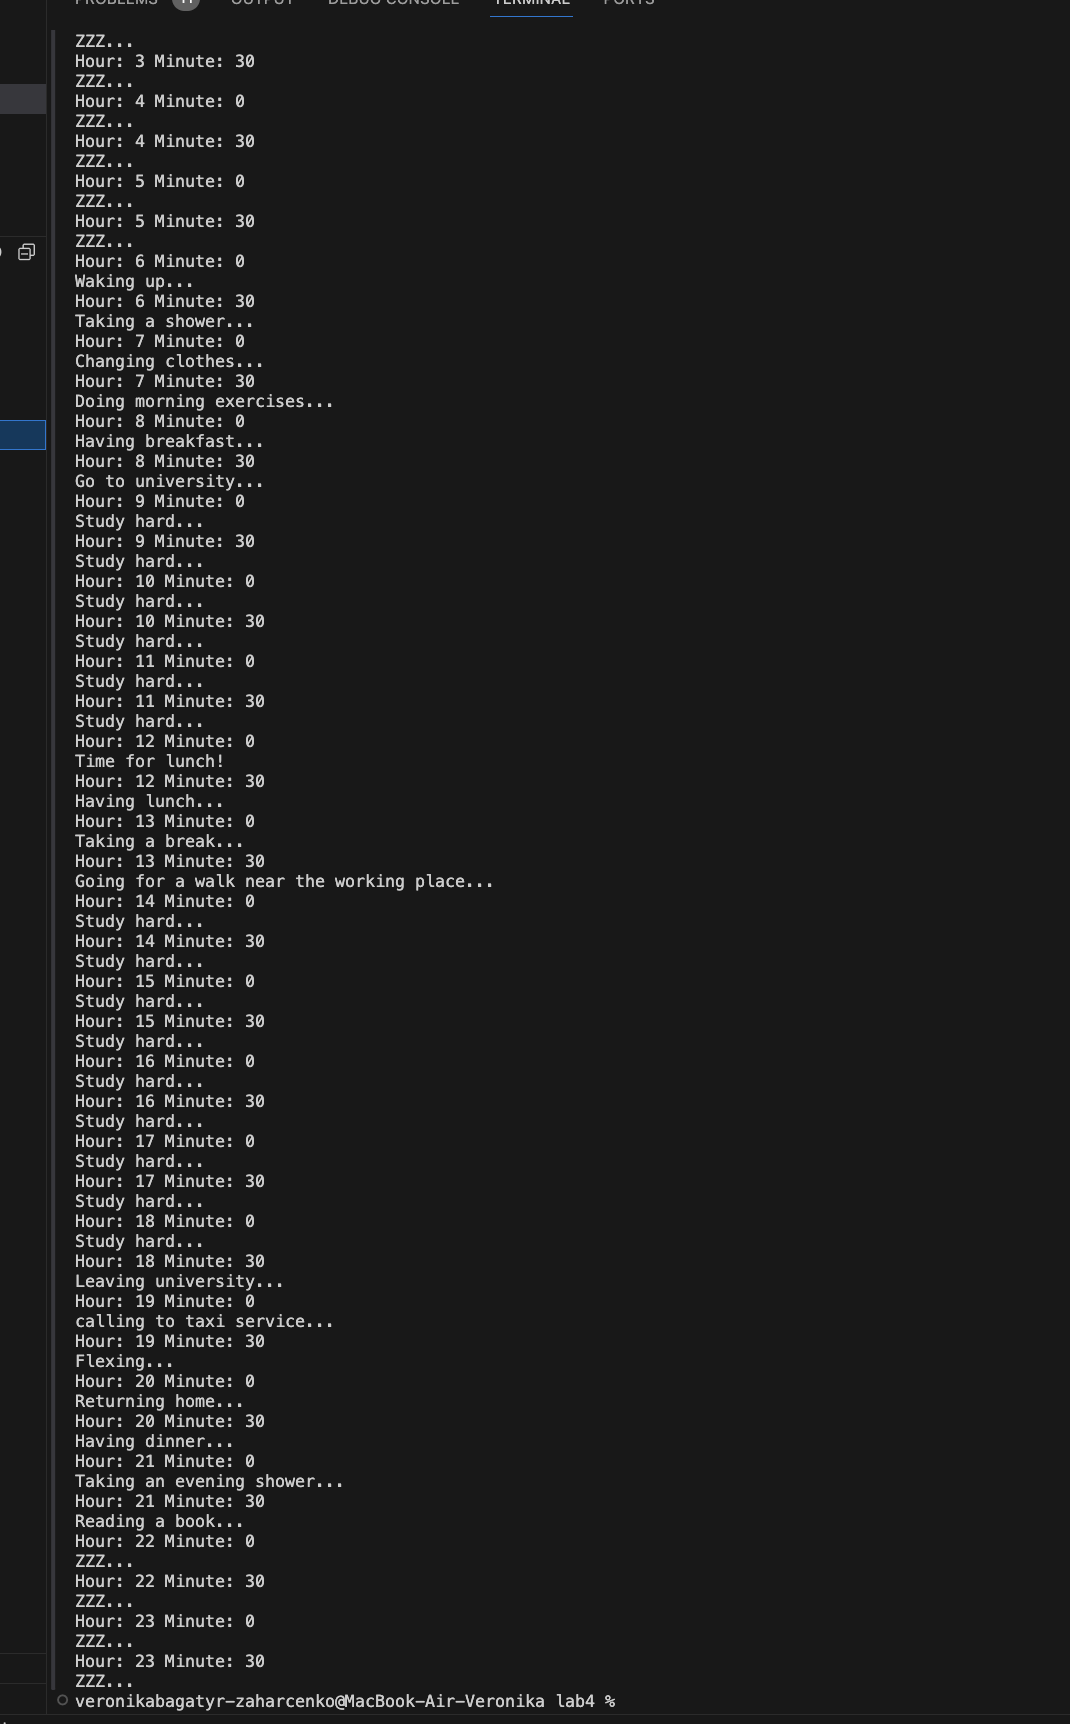 PROBLEMS 11 OUTPUT DEBUG CONSOLE TERMINAL PORTS
ZZZ...
Hour: 3 Minute: 30
ZZZ...
Hour: 4 Minute: 0
ZZZ...
Hour: 4 Minute: 30
ZZZ...
Hour: 5 Minute: 0
ZZZ...
Hour: 5 Minute: 30
ZZZ...
Hour: 6 Minute: 0
Waking up...
Hour: 6 Minute: 30
Taking a shower...
Hour: 7 Minute: 0
Changing clothes...
Hour: 7 Minute: 30
Doing morning exercises...
Hour: 8 Minute: 0
Having breakfast...
Hour: 8 Minute: 30
Go to university...
Hour: 9 Minute: 0
Study hard...
Hour: 9 Minute: 30
Study hard...
Hour: 10 Minute: 0
Study hard...
Hour: 10 Minute: 30
Study hard...
Hour: 11 Minute: 0
Study hard...
Hour: 11 Minute: 30
Study hard...
Hour: 12 Minute: 0
Time for lunch!
Hour: 12 Minute: 30
Having lunch...
Hour: 13 Minute: 0
Taking a break...
Hour: 13 Minute: 30
Going for a walk near the working place...
Hour: 14 Minute: 0
Study hard...
Hour: 14 Minute: 30
Study hard...
Hour: 15 Minute: 0
Study hard...
Hour: 15 Minute: 30
Study hard...
Hour: 16 Minute: 0
Study hard...
Hour: 16 Minute: 30
Study hard...
Hour: 17 Minute: 0
Study hard...
Hour: 17 Minute: 30
Study hard...
Hour: 18 Minute: 0
Study hard...
Hour: 18 Minute: 30
Leaving university...
Hour: 19 Minute: 0
calling to taxi service...
Hour: 19 Minute: 30
Flexing...
Hour: 20 Minute: 0
Returning home...
Hour: 20 Minute: 30
Having dinner...
Hour: 21 Minute: 0
Taking an evening shower...
Hour: 21 Minute: 30
Reading a book...
Hour: 22 Minute: 0
ZZZ...
Hour: 22 Minute: 30
ZZZ...
Hour: 23 Minute: 0
ZZZ...
Hour: 23 Minute: 30
ZZZ...
veronikabagatyr-zaharcenko@MacBook-Air-Veronika lab4 %